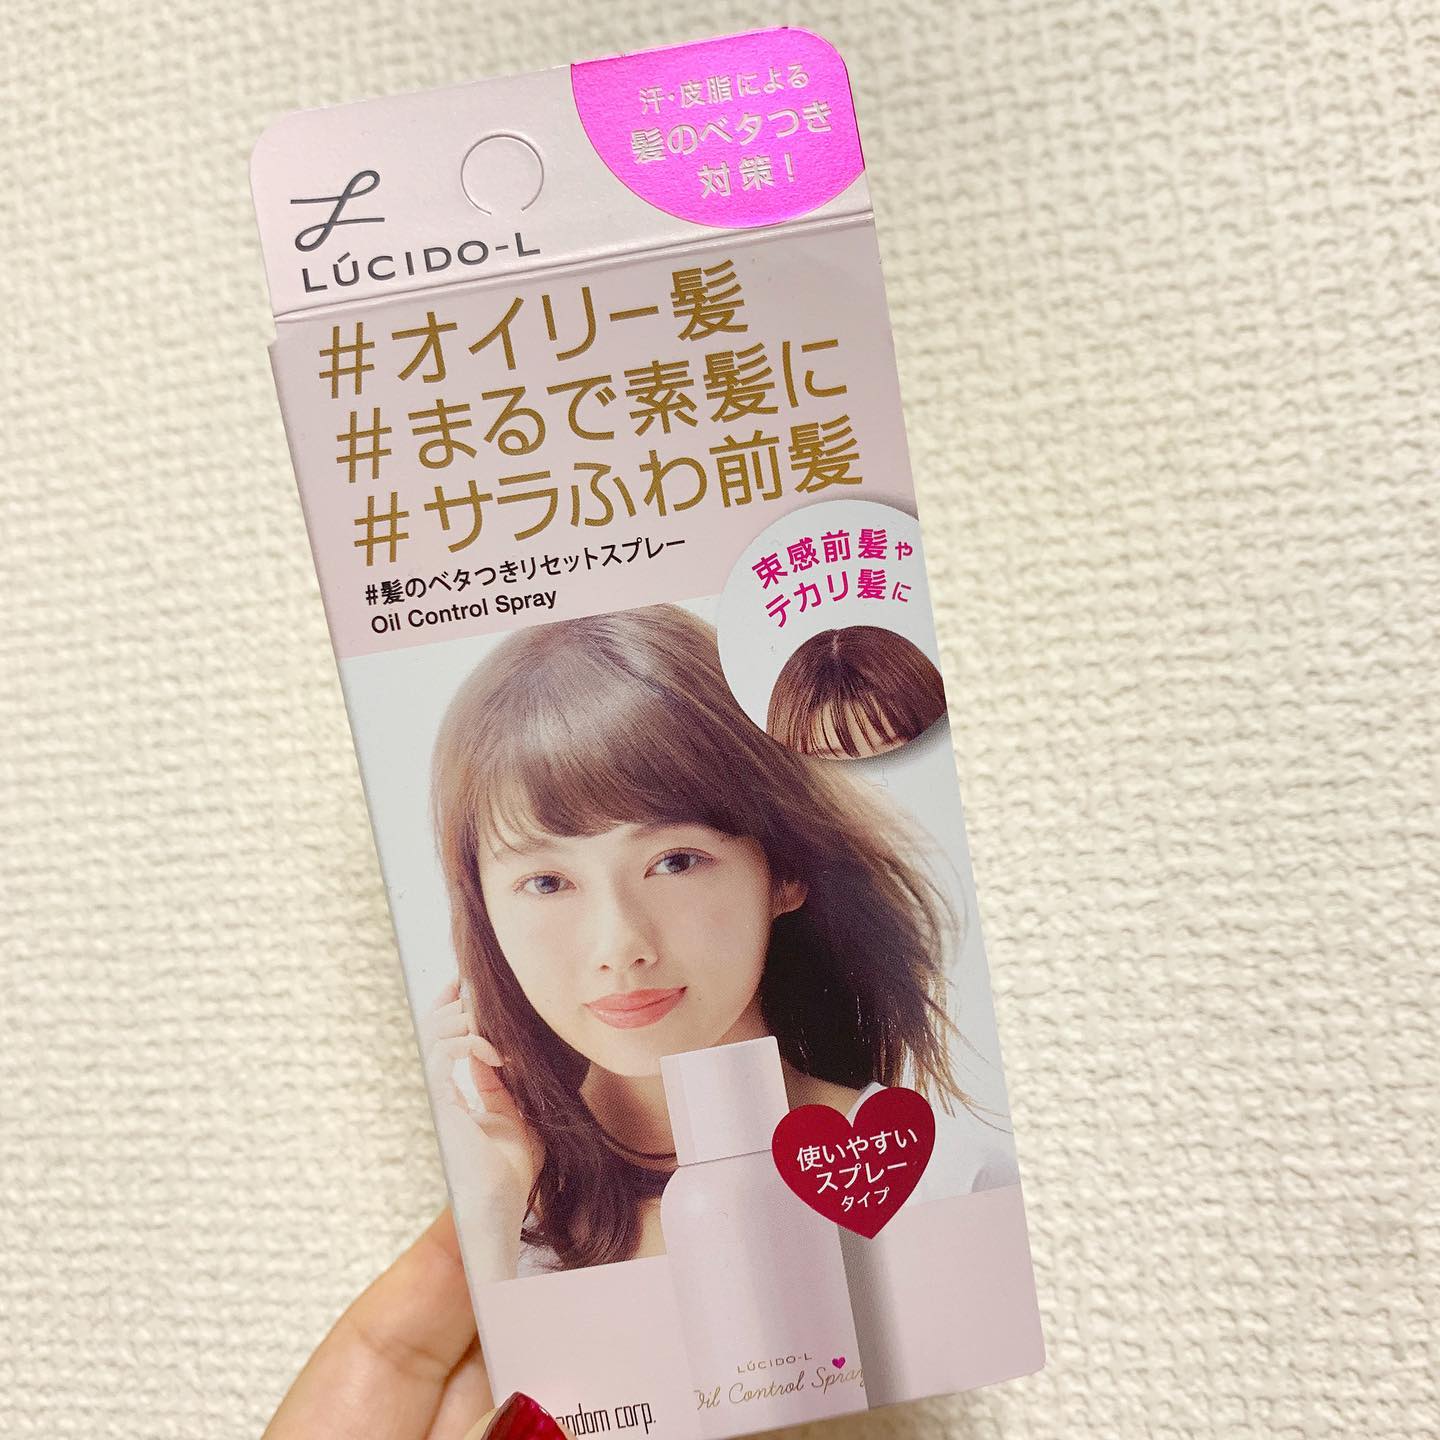 汗・皮脂による
髪のベタつき
対策！
LÚCIDO-L
#オイリー髪
#まるで素髪に
#サラふわ前髪
#髪のベタつきリセットスプレー
Oil Control Spray
束感前髪や
テカリ髪に
使いやすい
スプレー
タイプ
LÚCIDO-L
Oil Control Spray
ndom corp.